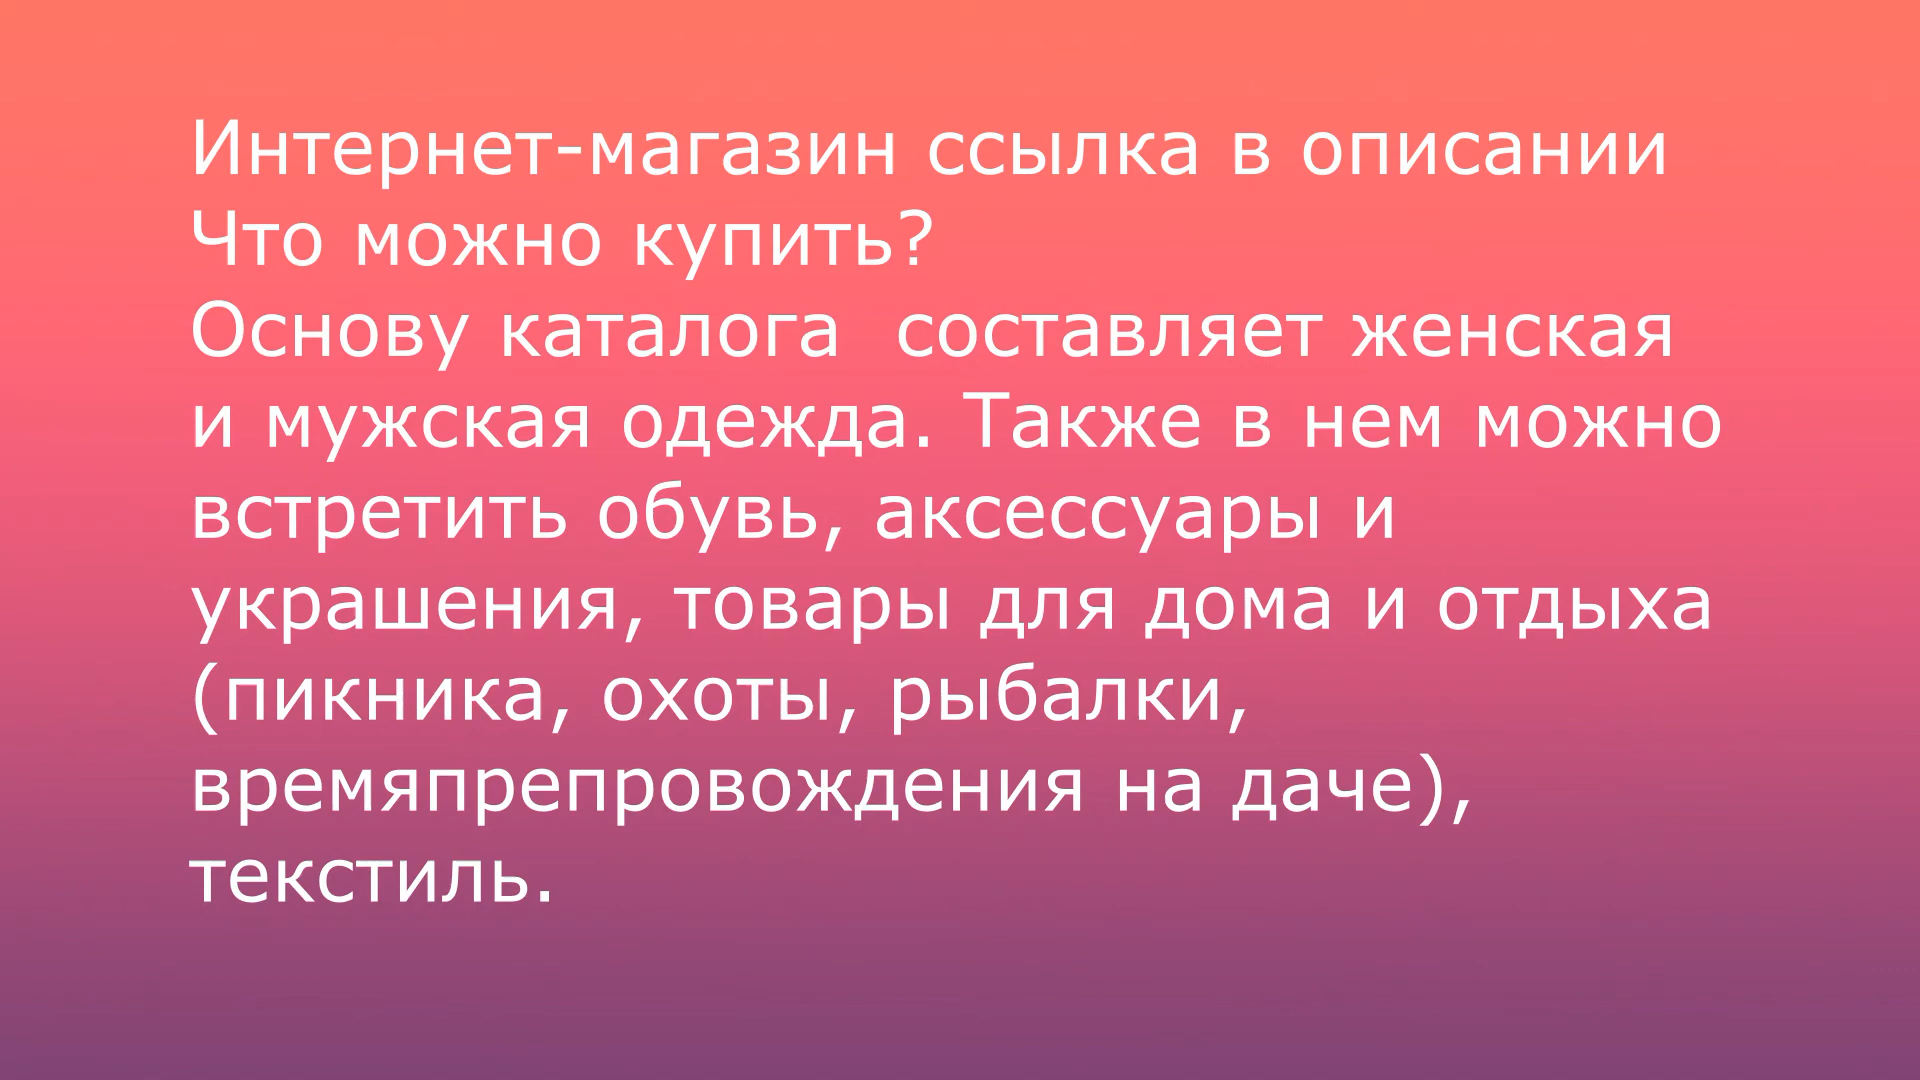 Интернет-магазин ссылка в описании
Что можно купить?
Основу каталога  составляет женская
и мужская одежда. Также в нем можно
встретить обувь, аксессуары и
украшения, товары для дома и отдыха
(пикника, охоты, рыбалки,
времяпрепровождения на даче),
текстиль.